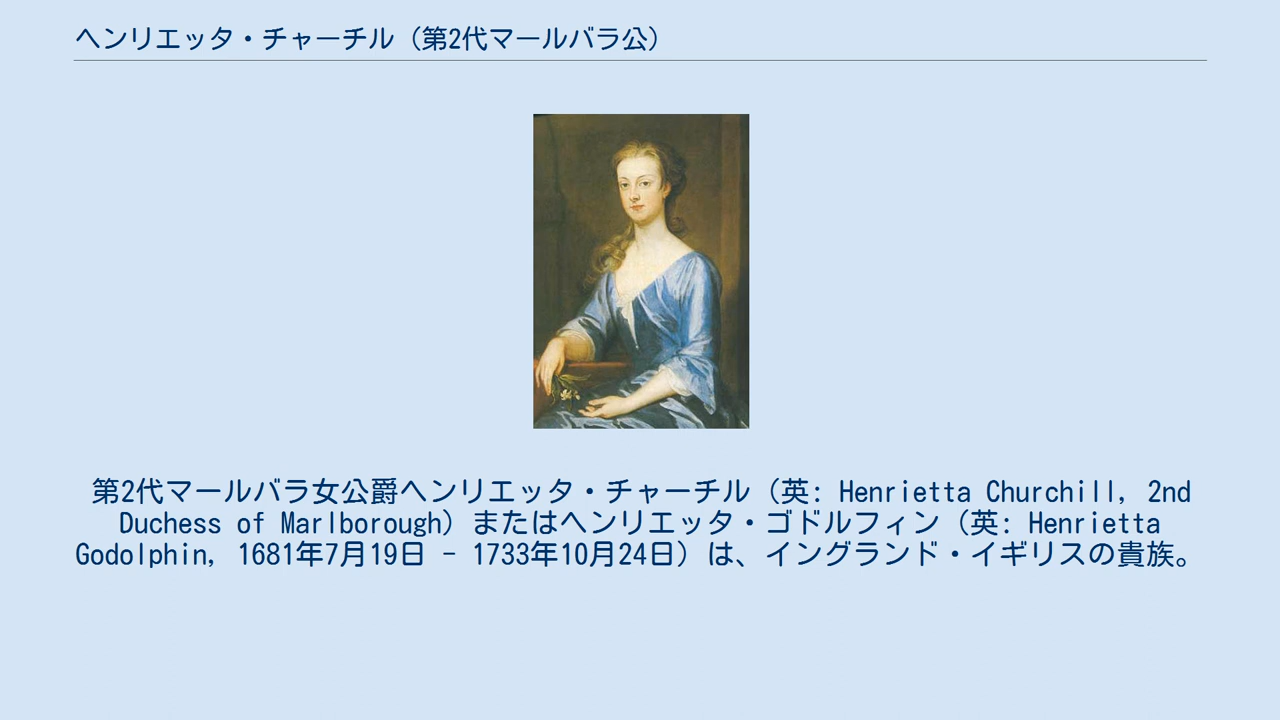 ヘンリエッタ・チャーチル（第2代マールバラ公）
第2代マールバラ女公爵ヘンリエッタ・チャーチル（英: Henrietta Churchill, 2nd
Duchess of Marlborough）またはヘンリエッタ・ゴドルフィン（英: Henrietta
Godolphin, 1681年7月19日 - 1733年10月24日）は、イングランド・イギリスの貴族。